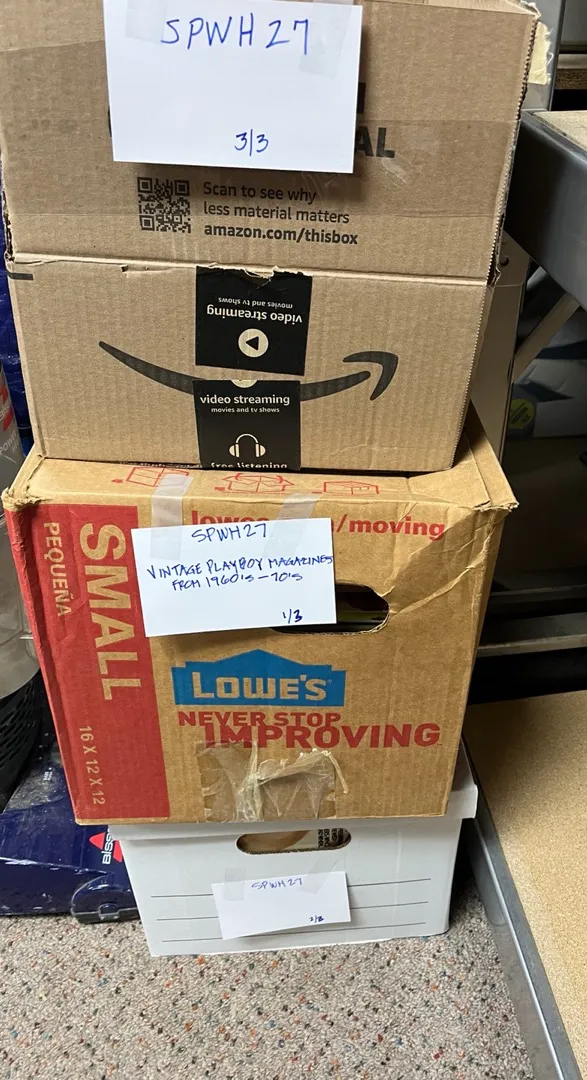 SPWH27
3/3
AL
Scan to see why
less material matters
amazon.com/thisbox
video streaming
movies and tv shows
video streaming
movies and tv shows
free listening
/moving
SPWH27
VINTAGE PLAYBOY MAGAZINES
FROM 1960'S-70'S
1/3
SMALL
PEQUEÑA
16 X 12 X 12
LOWE'S
NEVER STOP
IMPROVING
SPWH27
2/3